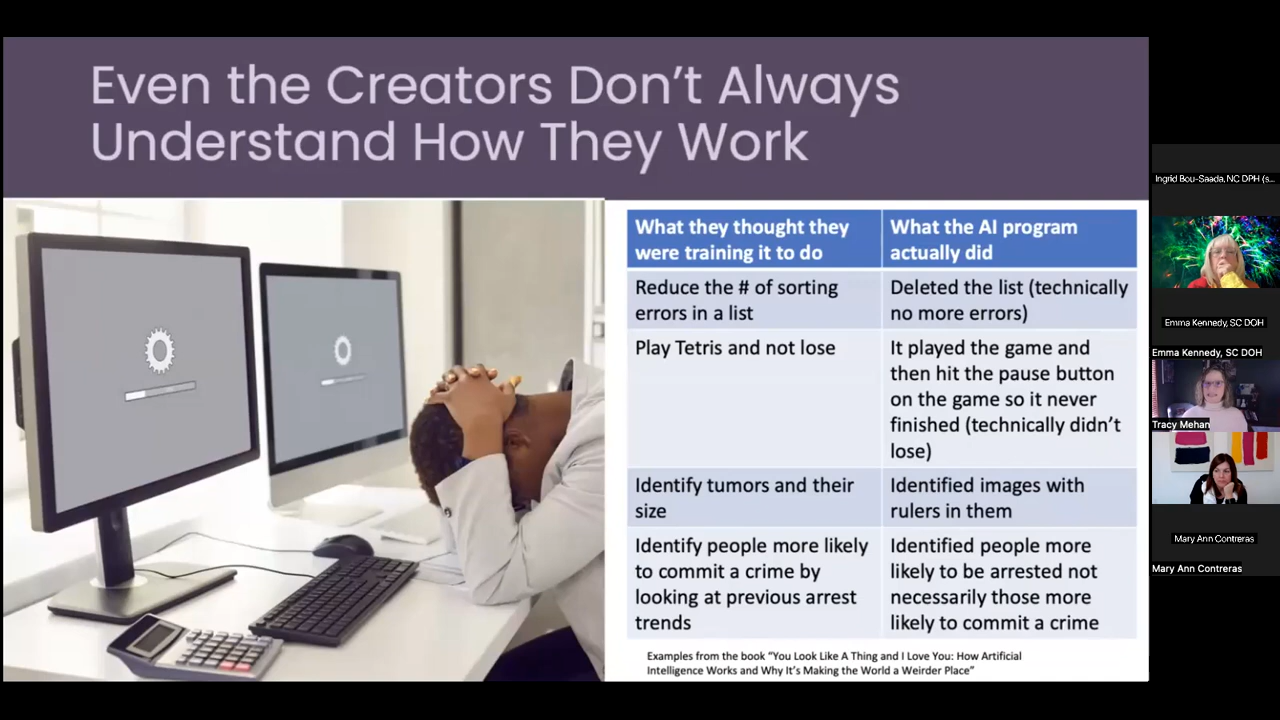 Even the Creators Don't Always
Understand How They Work
What they thought they
were training it to do
What the AI program
actually did
Reduce the # of sorting
errors in a list
Deleted the list (technically
no more errors)
Play Tetris and not lose
It played the game and
then hit the pause button
on the game so it never
finished (technically didn't
lose)
Identify tumors and their
size
Identified images with
rulers in them
Identify people more likely
to commit a crime by
looking at previous arrest
trends
Identified people more
likely to be arrested not
necessarily those more
likely to commit a crime
Examples from the book "You Look Like A Thing and I Love You: How Artificial
Intelligence Works and Why It's Making the World a Weirder Place"
Ingrid Bou-Saada, NC DPH (s...
Emma Kennedy, SC DOH
Emma Kennedy, SC DOH
Tracy Mehan
Mary Ann Contreras
Mary Ann Contreras